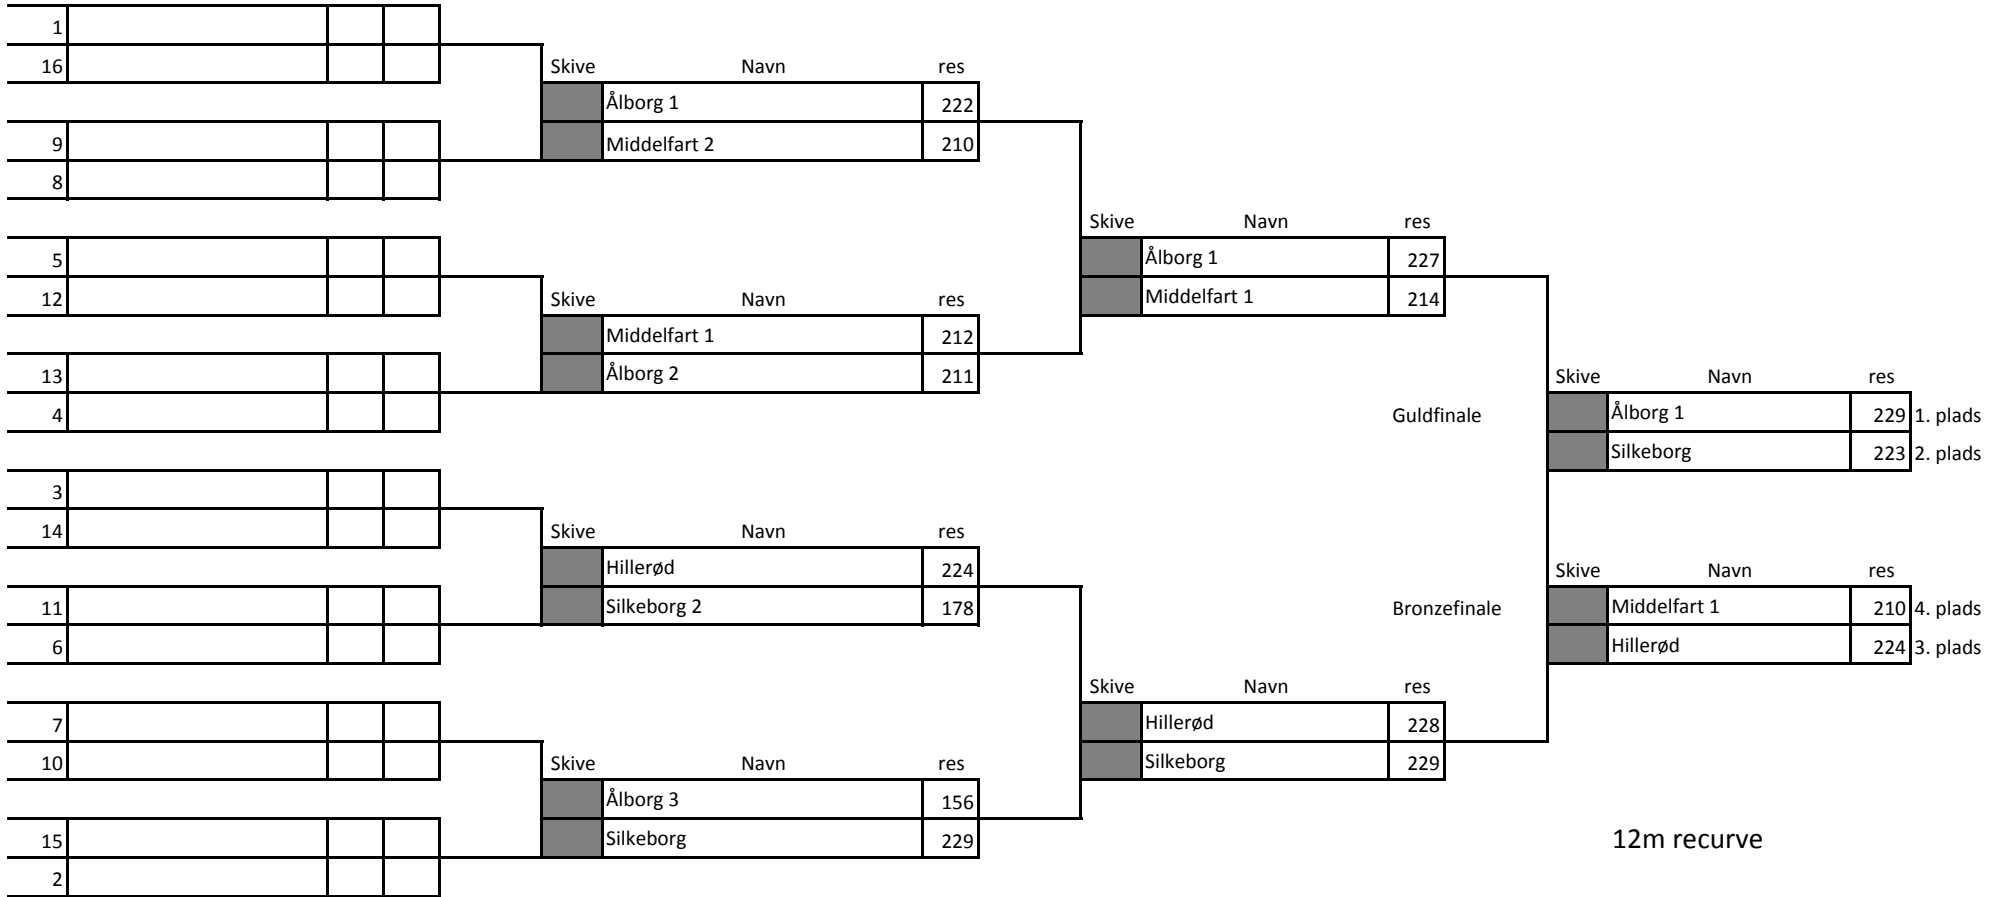 1
16
Skive Navn res
Ålborg 1 222
9
Middelfart 2 210
8
Skive Navn res
5
Ålborg 1 227
12
Skive Navn res
Middelfart 1 214
Middelfart 1 212
13
Ålborg 2 211
Skive Navn res
4
Guldfinale
Ålborg 1 229 1. plads
Silkeborg 223 2. plads
3
14
Skive Navn res
Hillerød 224
Skive Navn res
11
Silkeborg 2 178
Bronzefinale
Middelfart 1 210 4. plads
6
Hillerød 224 3. plads
Skive Navn res
7
Hillerød 228
10
Skive Navn res
Silkeborg 229
Ålborg 3 156
15
Silkeborg 229
12m recurve
2